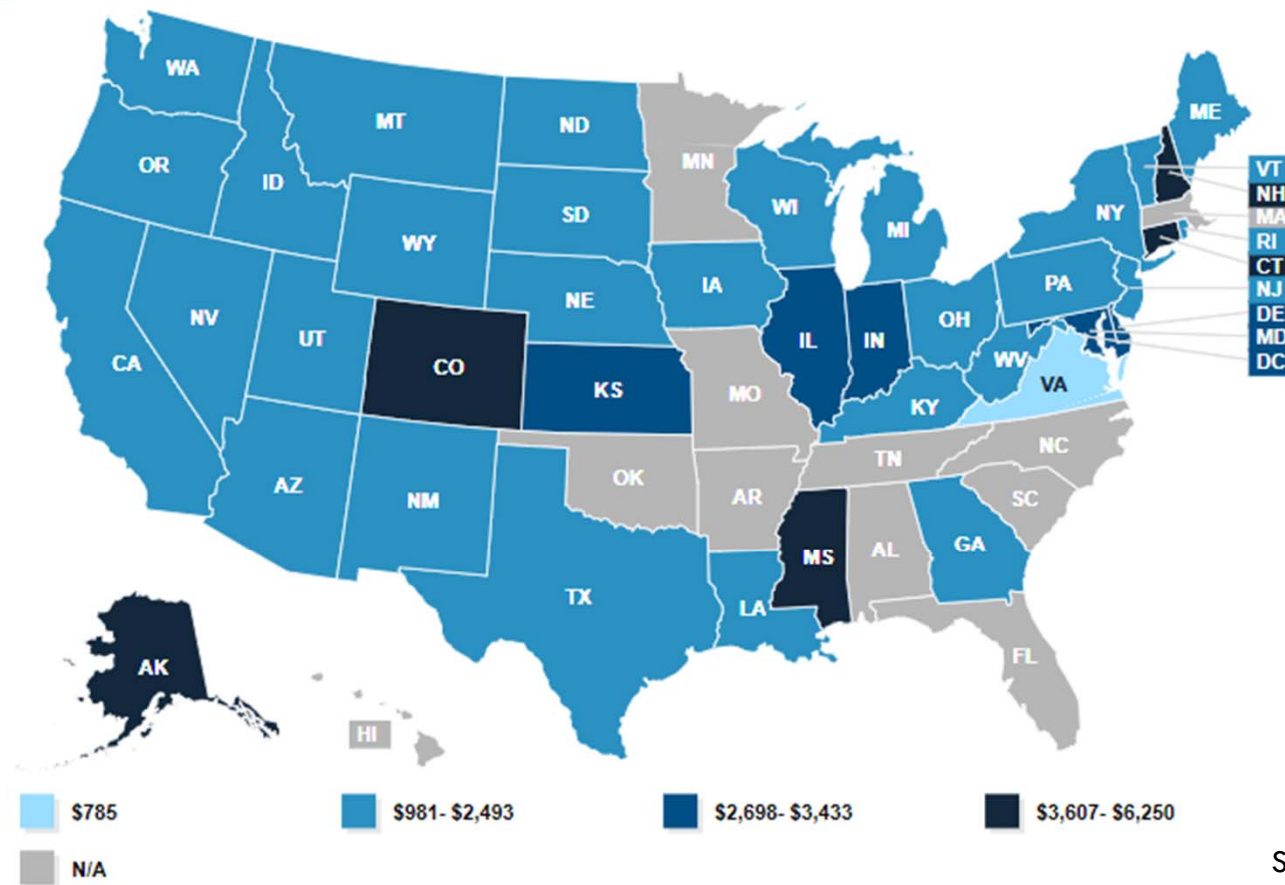 WA
MT
ND
MN
ME
OR
ID
SD
WI
MI
NY
VT
NH
MA
RI
CT
NJ
DE
MD
DC
WY
IA
PA
NE
NV
UT
CO
KS
IL
IN
OH
WV
VA
CA
MO
KY
AZ
NM
OK
AR
TN
NC
SC
MS
AL
GA
TX
LA
FL
AK
HI
$785
$981- $2,493
$2,698- $3,433
$3,607- $6,250
N/A
S